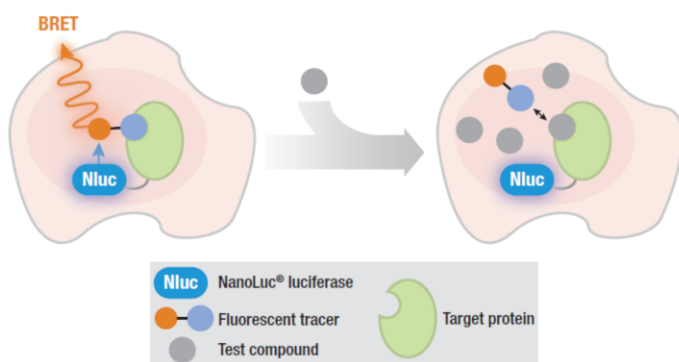 BRET
Nluc
Nluc
Nluc NanoLuc® luciferase
Fluorescent tracer
Target protein
Test compound